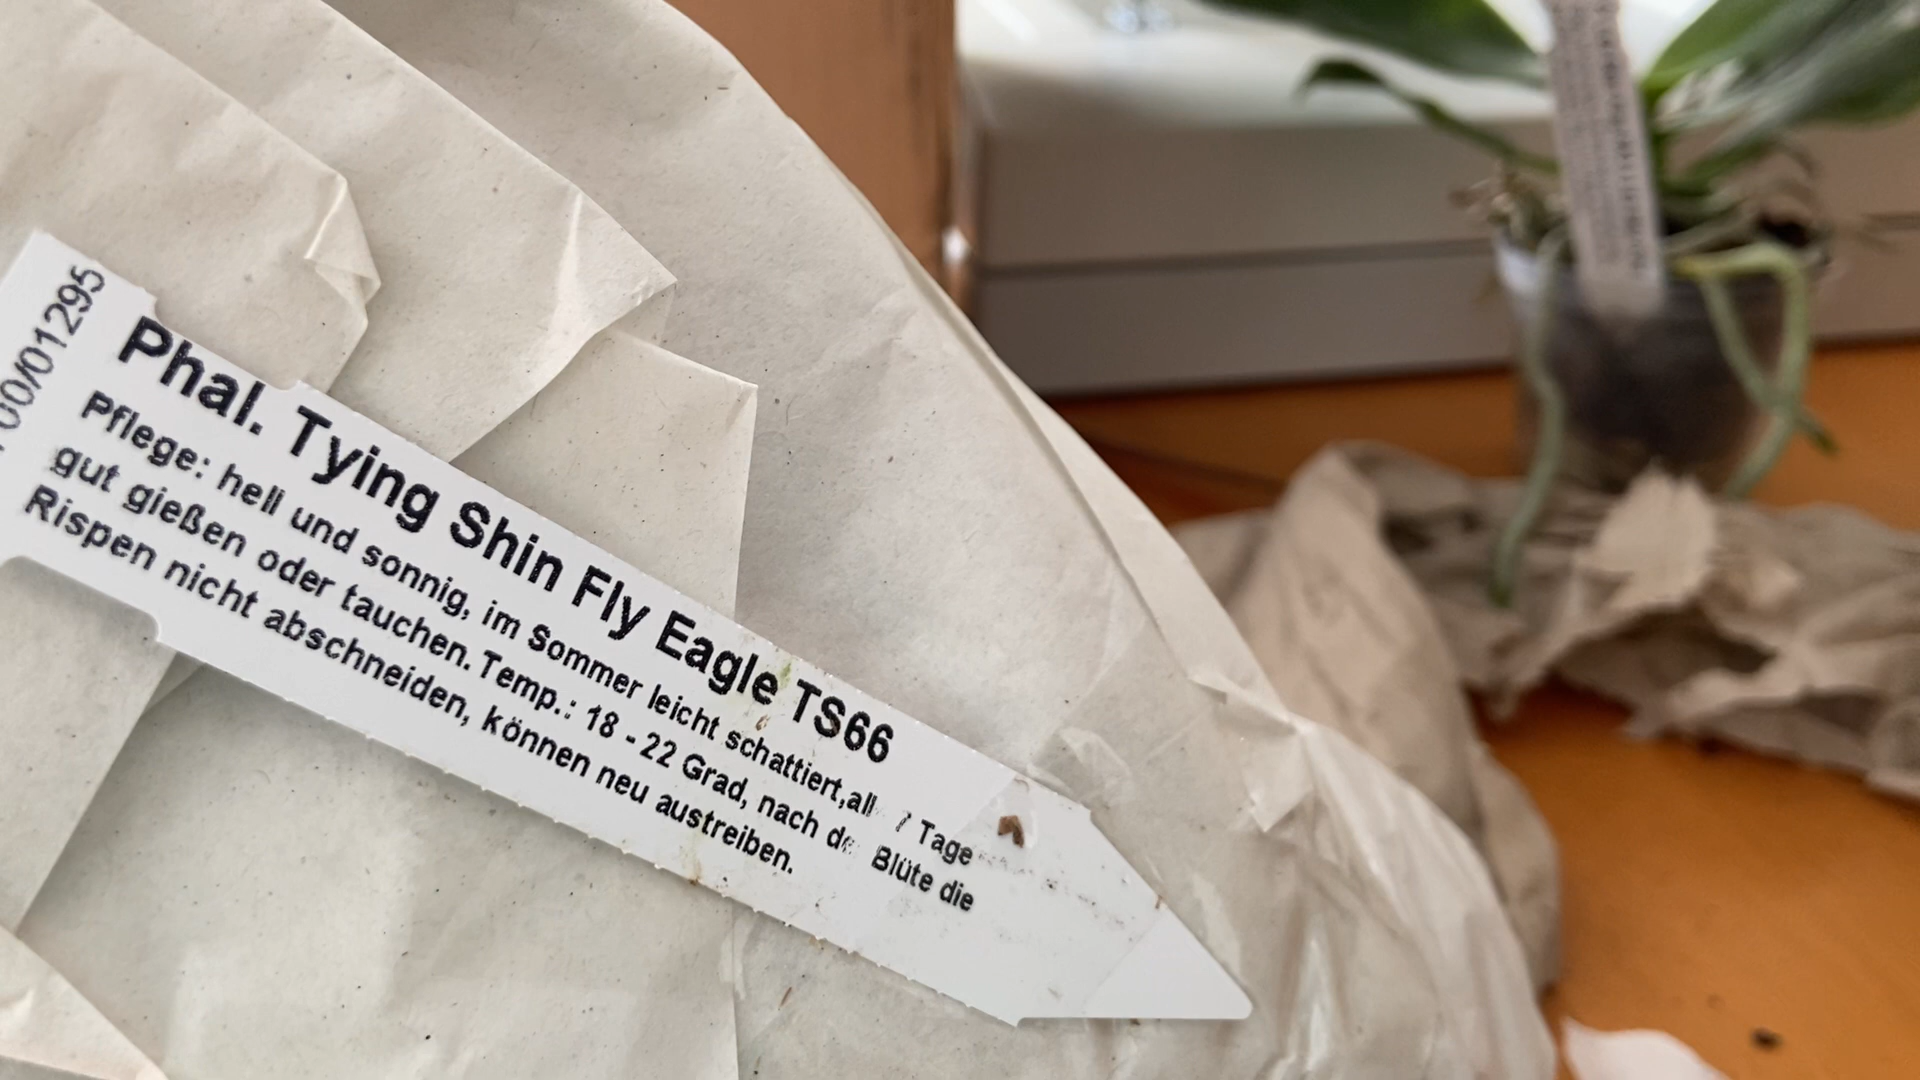 00/01295
Phal. Tying Shin Fly Eagle TS66
Pflege: hell und sonnig, im Sommer leicht schattiert, 7 Tage
gut gießen oder tauchen. Temp.: 18 - 22 Grad, nach Blüte die
Rispen nicht abschneiden, können neu austreiben.